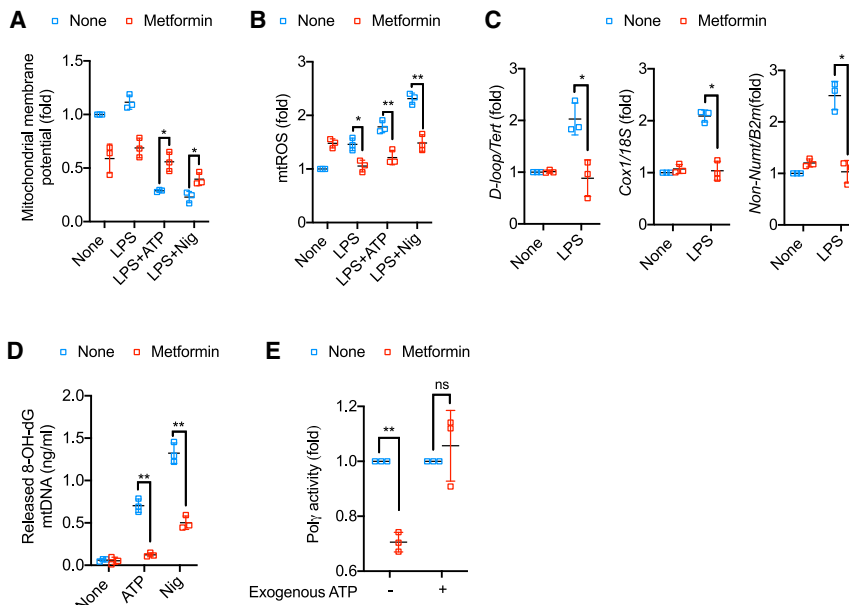 A
None Metformin
Mitochondrial membrane
potential (fold)
1.5
1.0
0.5
0.0
None
LPS
LPS+ATP
LPS+Nig
*
*
B
None Metformin
mtROS (fold)
3
2
1
0
None
LPS
LPS+ATP
LPS+Nig
*
**
**
C
None Metformin
D-loop/Tert (fold)
3
2
1
0
None
LPS
*
Cox1/18S (fold)
3
2
1
0
None
LPS
*
Non-Numt/B2m(fold)
3
2
1
0
None
LPS
*
D
None Metformin
Released 8-OH-dG
mtDNA (ng/ml)
2.0
1.5
1.0
0.5
0.0
None
ATP
Nig
**
**
E
None Metformin
Polγ activity (fold)
1.2
1.0
0.8
0.6
**
ns
Exogenous ATP - +